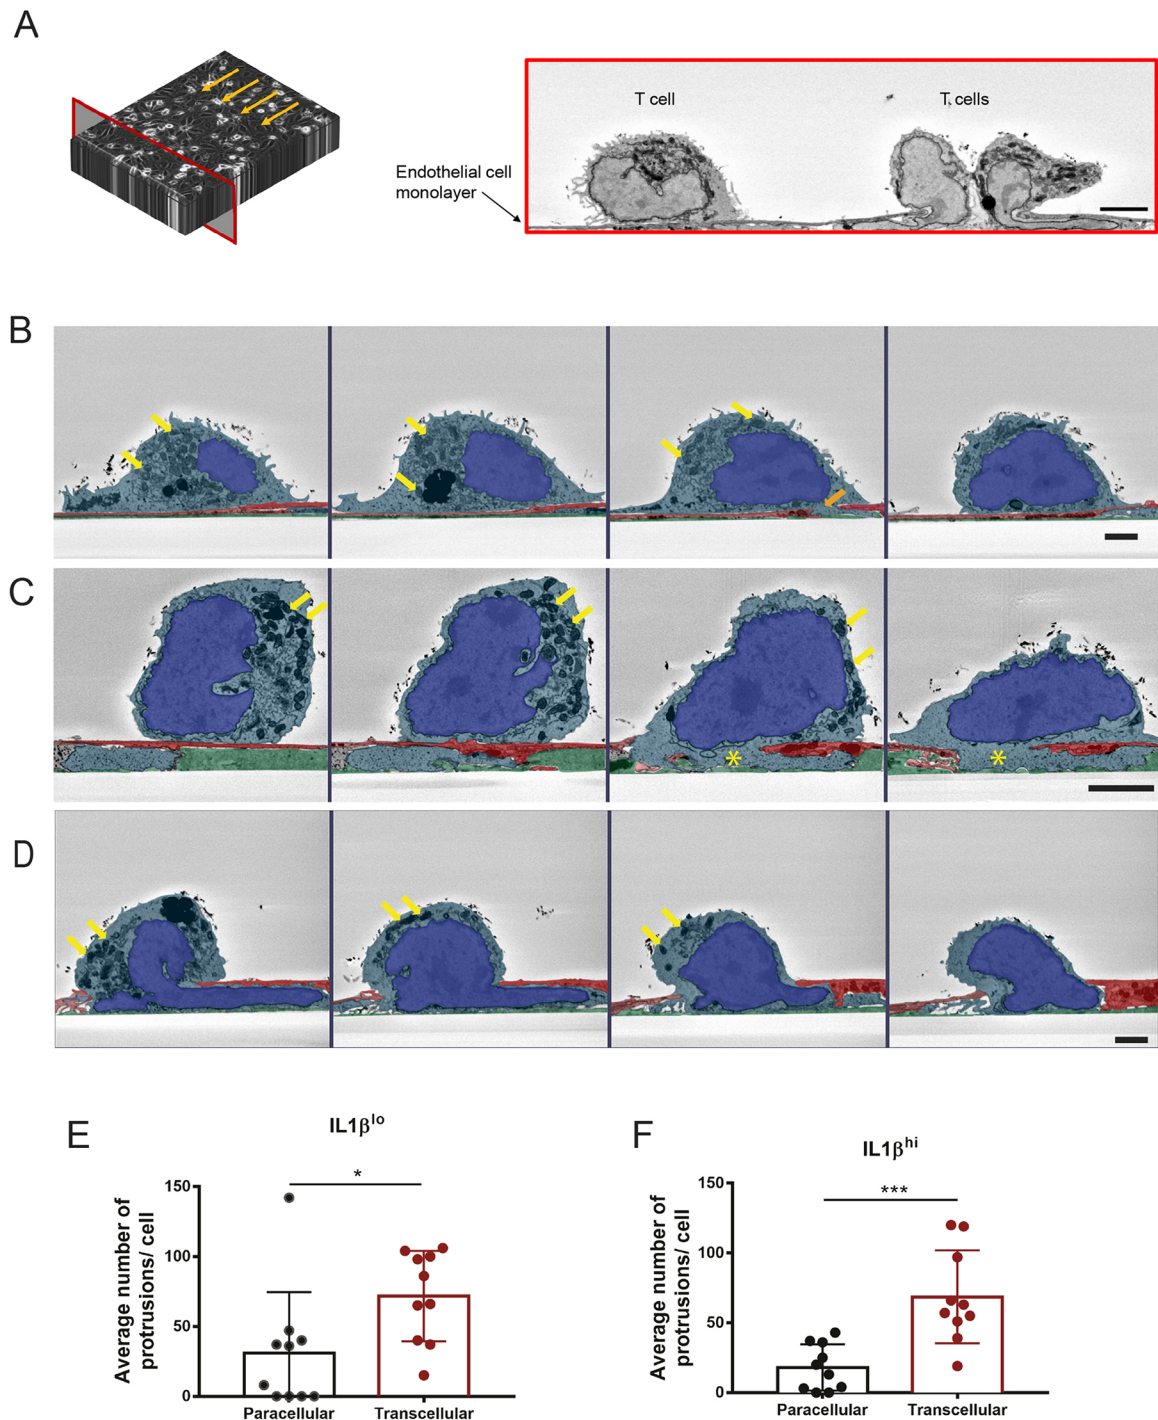 A
T cell
T cells
Endothelial cell
monolayer
B
C
*
*
D
E
IL1β^lo
*
150
100
50
0
Average number of
protrusions/ cell
Paracellular
Transcellular
F
IL1β^hi
***
150
100
50
0
Average number of
protrusions/ cell
Paracellular
Transcellular